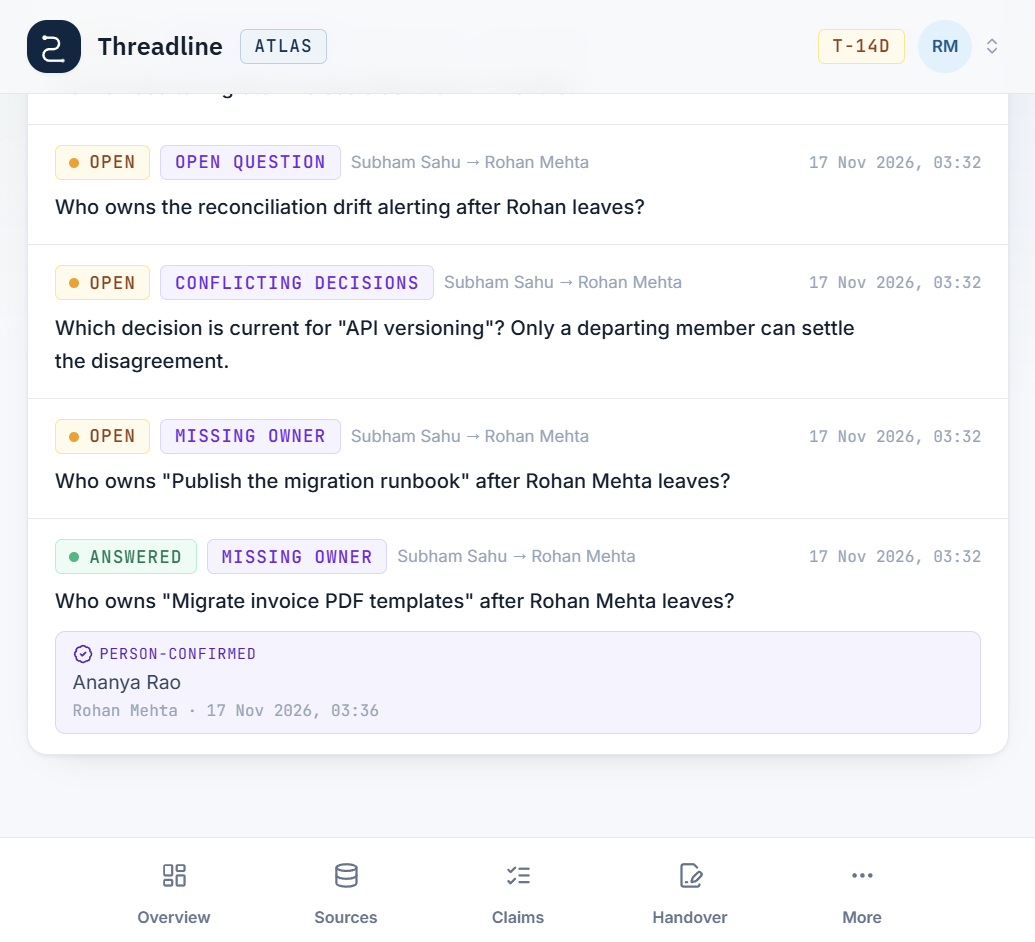 Threadline
ATLAS
T-14D
RM
OPEN
OPEN QUESTION
Subham Sahu → Rohan Mehta
17 Nov 2026, 03:32
Who owns the reconciliation drift alerting after Rohan leaves?
OPEN
CONFLICTING DECISIONS
Subham Sahu → Rohan Mehta
17 Nov 2026, 03:32
Which decision is current for "API versioning"? Only a departing member can settle
the disagreement.
OPEN
MISSING OWNER
Subham Sahu → Rohan Mehta
17 Nov 2026, 03:32
Who owns "Publish the migration runbook" after Rohan Mehta leaves?
ANSWERED
MISSING OWNER
Subham Sahu → Rohan Mehta
17 Nov 2026, 03:32
Who owns "Migrate invoice PDF templates" after Rohan Mehta leaves?
PERSON-CONFIRMED
Ananya Rao
Rohan Mehta · 17 Nov 2026, 03:36
Overview
Sources
Claims
Handover
More